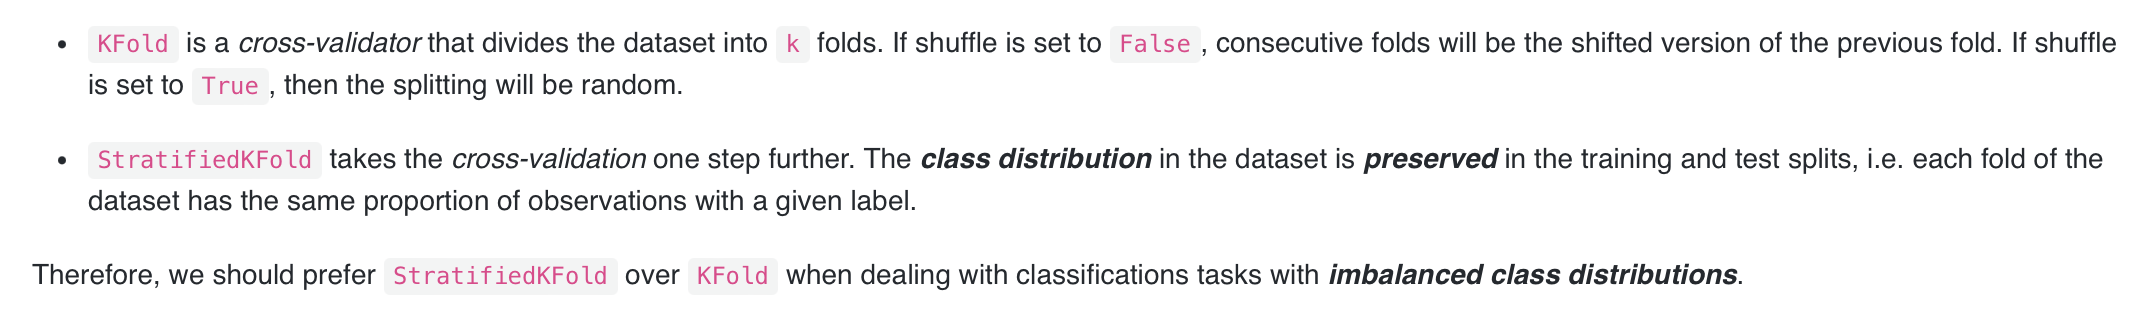 • KFold is a cross-validator that divides the dataset into k folds. If shuffle is set to False, consecutive folds will be the shifted version of the previous fold. If shuffle
is set to True, then the splitting will be random.
• StratifiedKFold takes the cross-validation one step further. The class distribution in the dataset is preserved in the training and test splits, i.e. each fold of the
dataset has the same proportion of observations with a given label.
Therefore, we should prefer StratifiedKFold over KFold when dealing with classifications tasks with imbalanced class distributions.